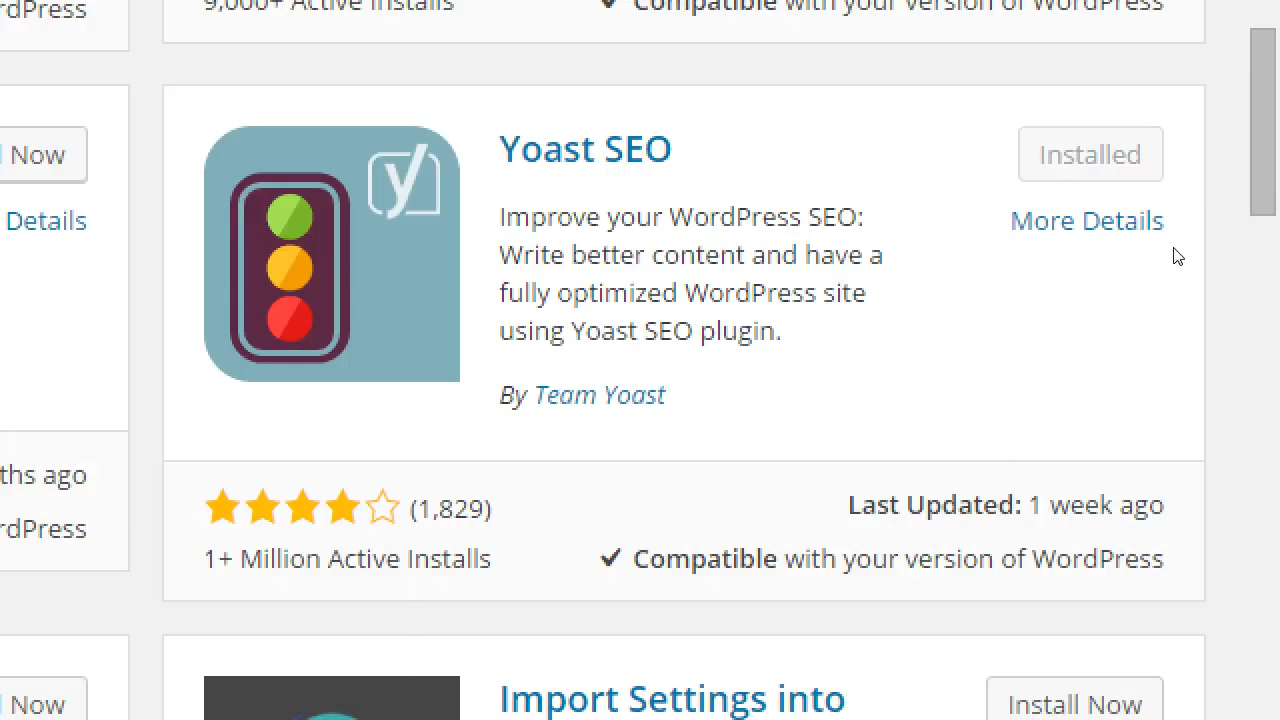 rdPress
9,000+ Active Installs
Compatible with your version of WordPress
Now
Details
ths ago
rdPress
Now
y
Yoast SEO
Installed
More Details
Improve your WordPress SEO:
Write better content and have a
fully optimized WordPress site
using Yoast SEO plugin.
By Team Yoast
(1,829)
Last Updated: 1 week ago
1+ Million Active Installs
Compatible with your version of WordPress
Import Settings into
Install Now